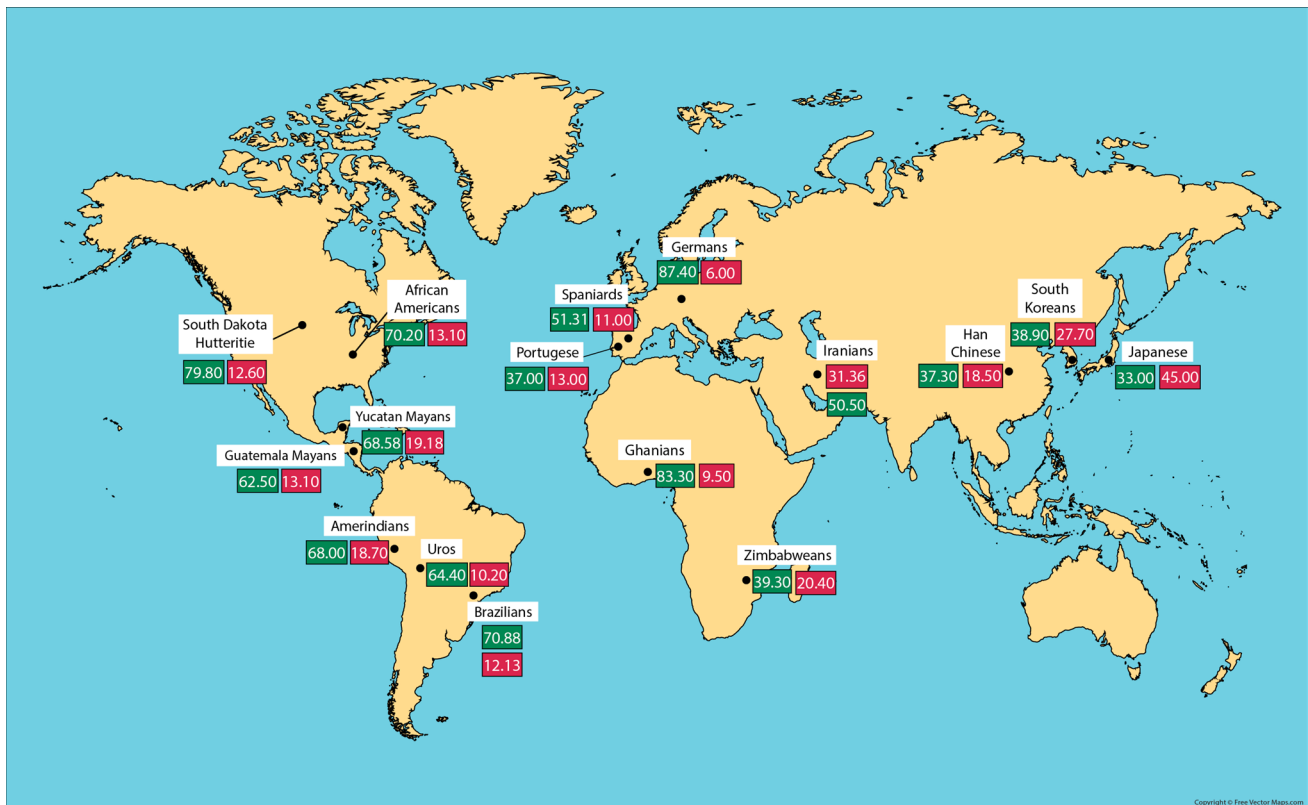 Germans
87.40 6.00
African
Americans
70.20 13.10
Spaniards
51.31 11.00
South
Koreans
38.90 27.70
South Dakota
Hutteritie
79.80 12.60
Portugese
37.00 13.00
Iranians
31.36
50.50
Han
Chinese
37.30 18.50
Japanese
33.00 45.00
Yucatan Mayans
68.58 19.18
Guatemala Mayans
62.50 13.10
Ghanians
83.30 9.50
Amerindians
68.00 18.70
Uros
64.40 10.20
Zimbabweans
39.30 20.40
Brazilians
70.88
12.13
Copyright © Free Vector Maps.com